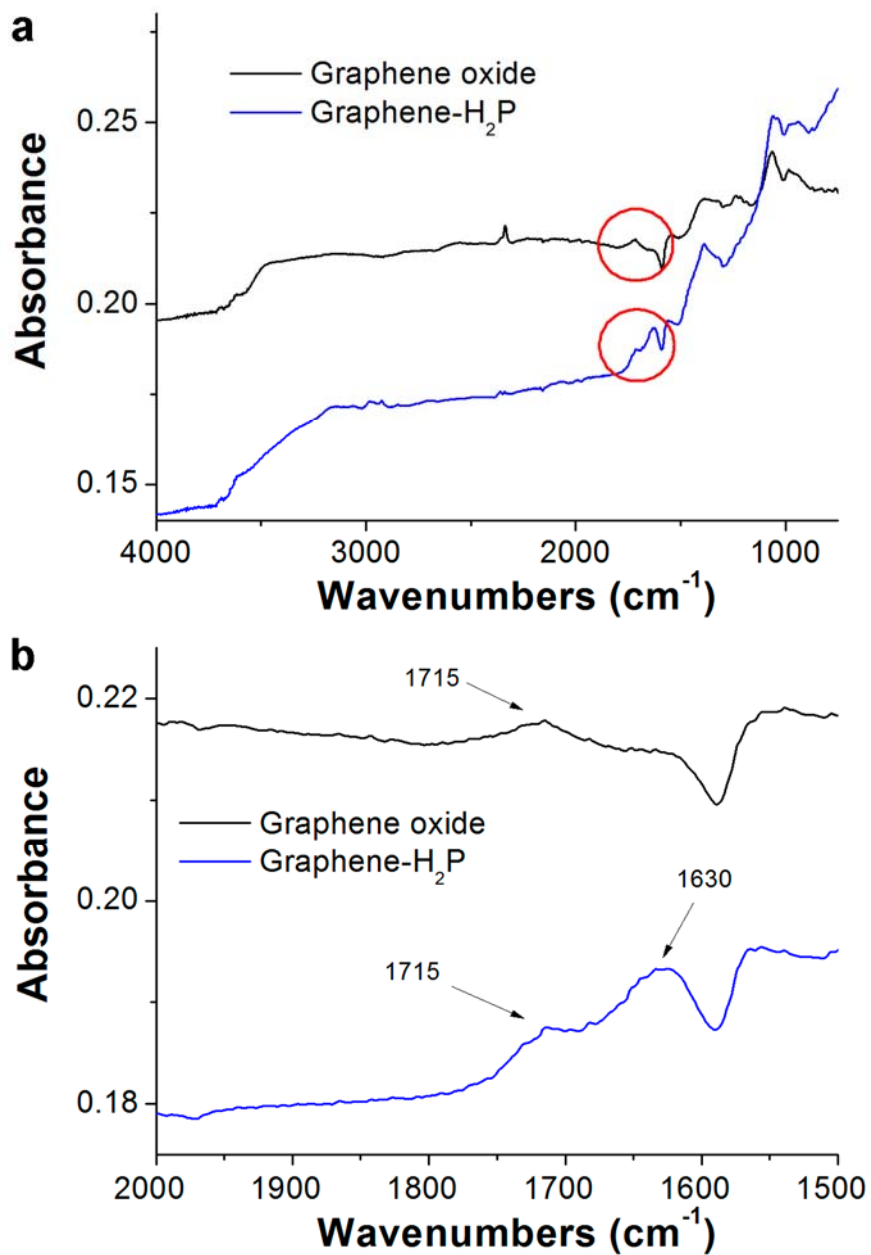 a
Graphene oxide
Graphene-H₂P
0.25
0.20
0.15
Absorbance
4000 3000 2000 1000
Wavenumbers (cm⁻¹)
b
1715
0.22
Graphene oxide
Graphene-H₂P
1630
0.20
1715
0.18
Absorbance
2000 1900 1800 1700 1600 1500
Wavenumbers (cm⁻¹)